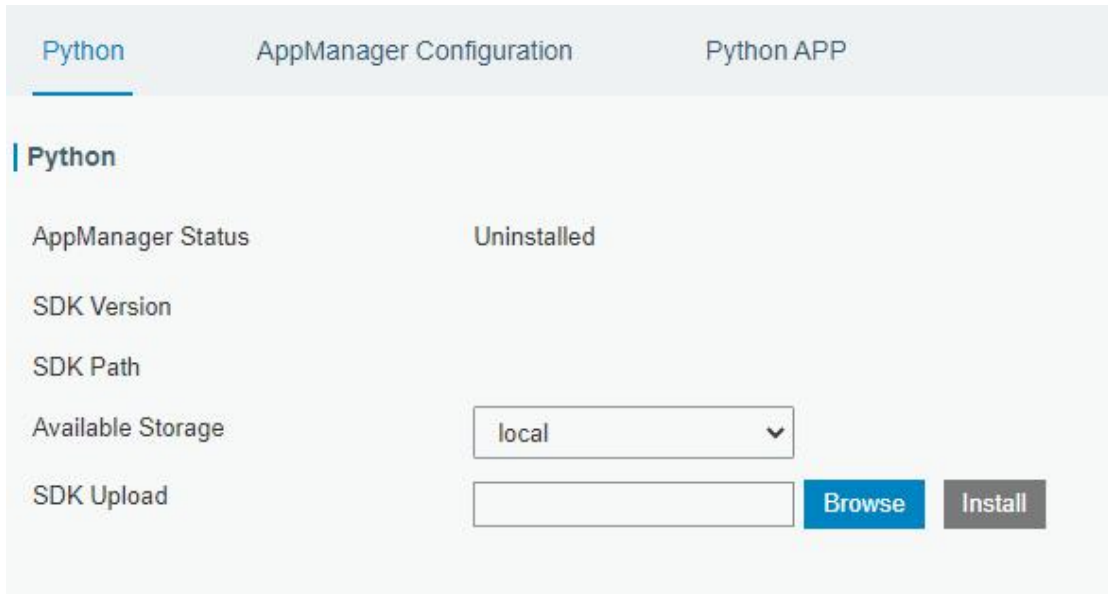 Python AppManager Configuration Python APP
Python
AppManager Status Uninstalled
SDK Version
SDK Path
Available Storage local
SDK Upload Browse Install